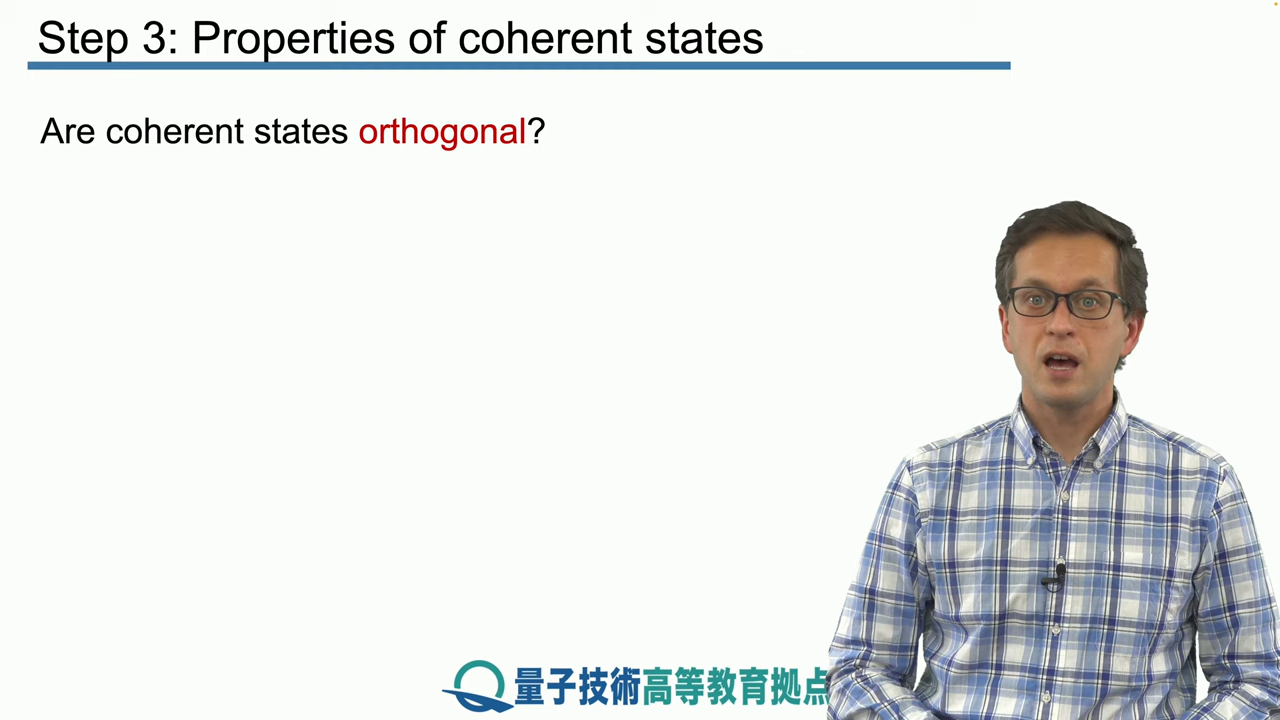 Step 3: Properties of coherent states
Are coherent states orthogonal?
量子技術高等教育拠点